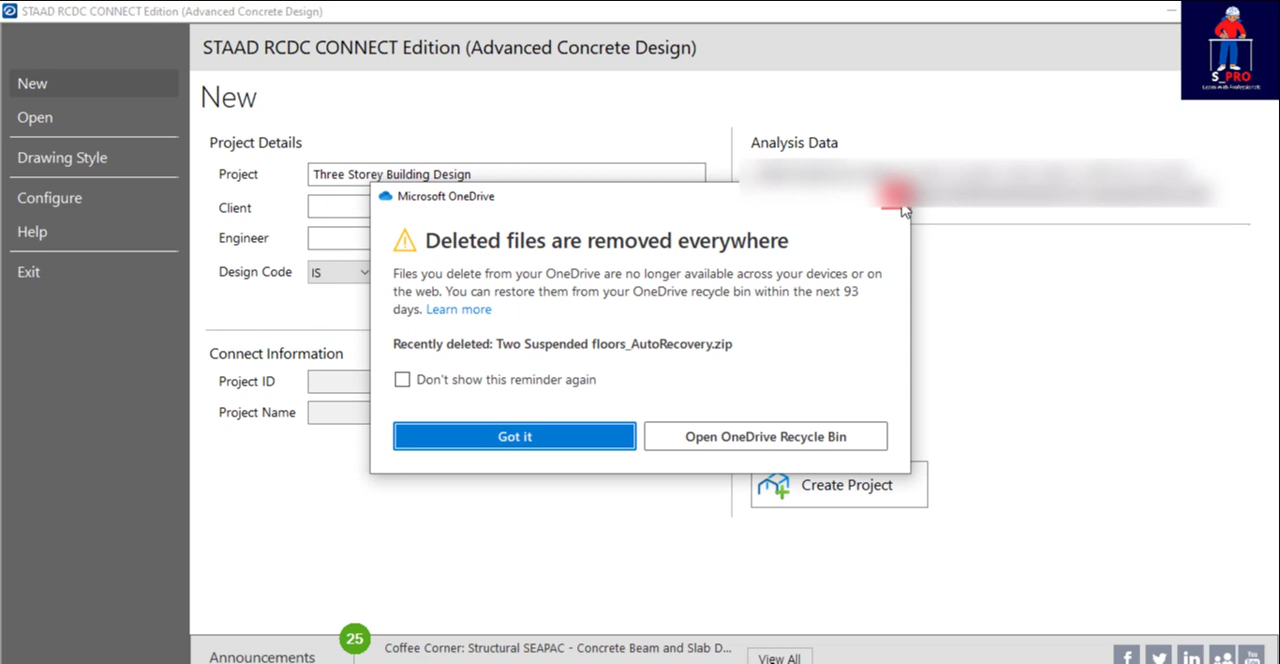 STAAD RCDC CONNECT Edition (Advanced Concrete Design)
STAAD RCDC CONNECT Edition (Advanced Concrete Design)
S_PRO
New
Open
Drawing Style
Configure
Help
Exit
New
Project Details
Project
Three Storey Building Design
Client
Engineer
Design Code
IS
Connect Information
Project ID
Project Name
Analysis Data
Microsoft OneDrive
Deleted files are removed everywhere
Files you delete from your OneDrive are no longer available across your devices or on
the web. You can restore them from your OneDrive recycle bin within the next 93
days. Learn more
Recently deleted: Two Suspended floors_AutoRecovery.zip
Don't show this reminder again
Got it
Open OneDrive Recycle Bin
Create Project
Announcements
25
Coffee Corner: Structural SEAPAC - Concrete Beam and Slab D...
View All